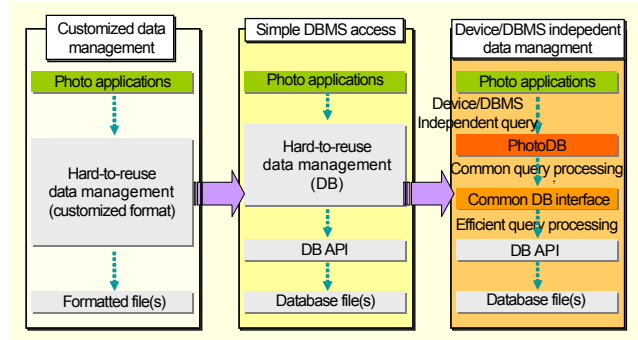 Customized data
management
Photo applications
Hard-to-reuse
data management
(customized format)
Formatted file(s)
Simple DBMS access
Photo applications
Hard-to-reuse
data management
(DB)
DB API
Database file(s)
Device/DBMS indepedent
data managment
Photo applications
Device/DBMS
Independent query
PhotoDB
Common query processing
Common DB interface
Efficient query processing
DB API
Database file(s)